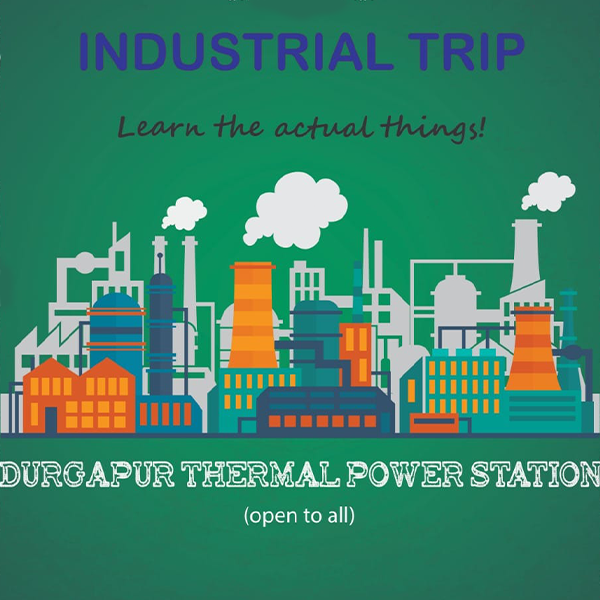 INDUSTRIAL TRIP
Learn the actual things!
DURGAPUR THERMAL POWER STATION
(open to all)